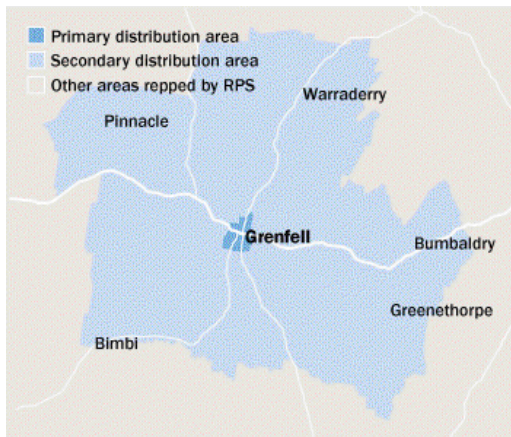 Primary distribution area
Secondary distribution area
Other areas repped by RPS
Warraderry
Pinnacle
Grenfell
Bumbaldry
Greenethorpe
Bimbi